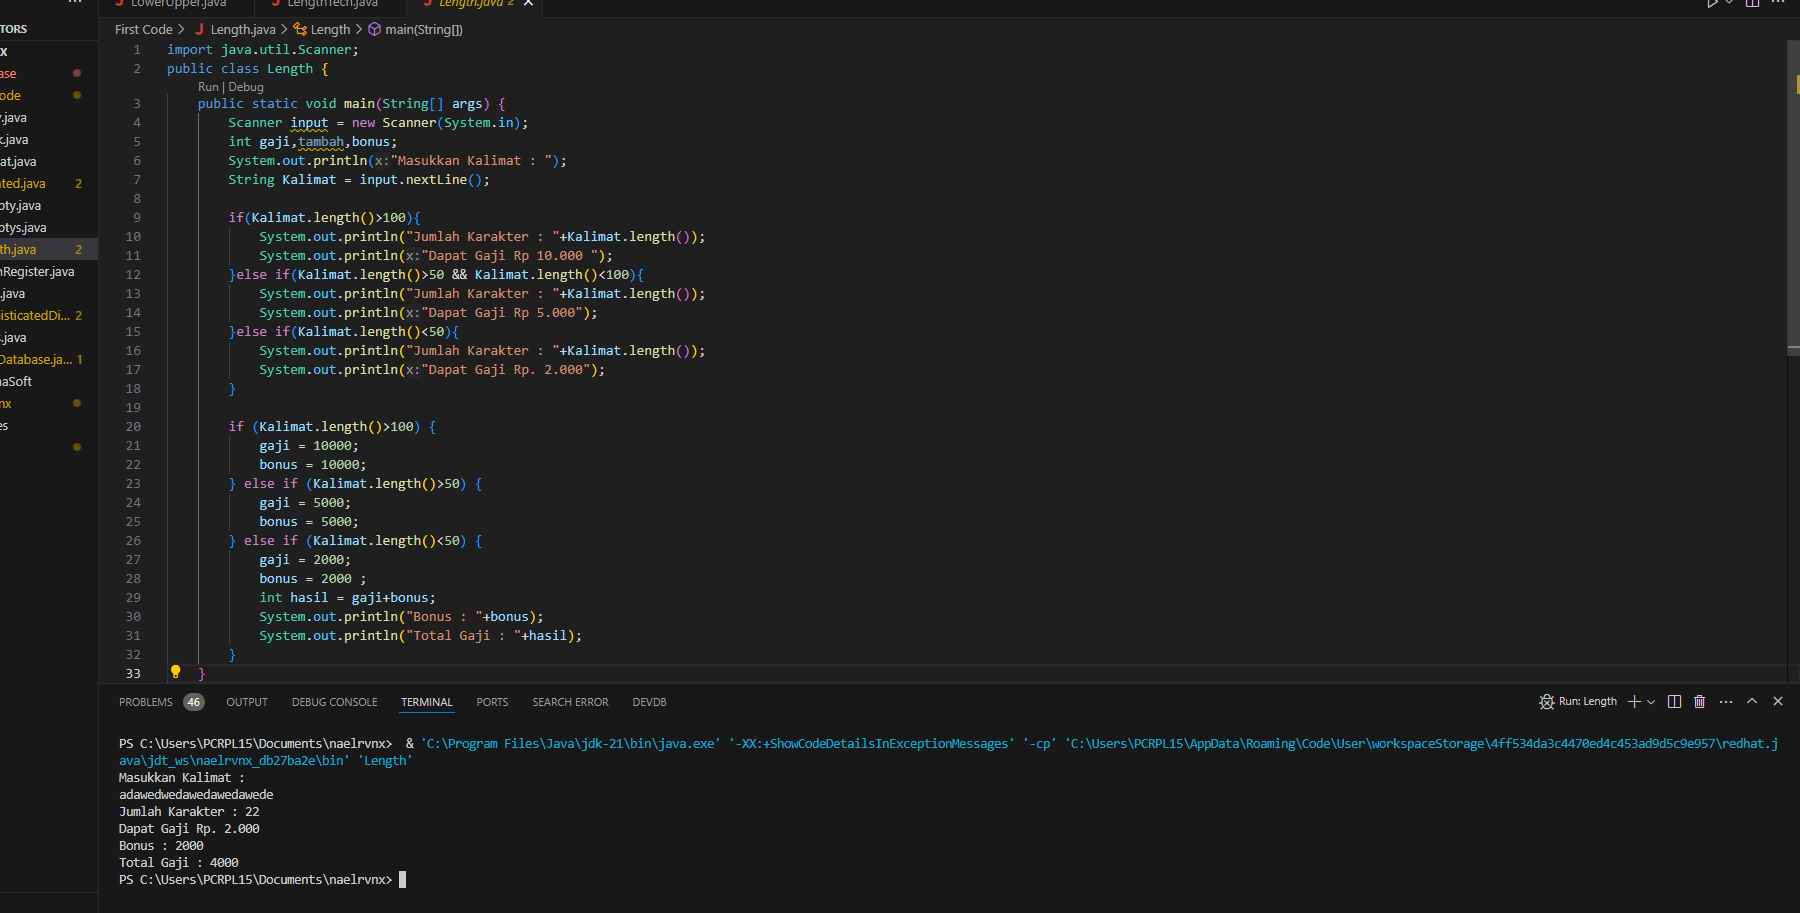 LowerUpper.java LengthTech.java Length.java 2
TORS
First Code > Length.java > Length > main(String[])
x
ase
ode
.java
k.java
at.java
ted.java 2
pty.java
ptys.java
th.java 2
nRegister.java
.java
isticatedDi... 2
.java
Database.ja... 1
aSoft
nx
es
1 import java.util.Scanner;
2 public class Length {
Run | Debug
3 public static void main(String[] args) {
4 Scanner input = new Scanner(System.in);
5 int gaji,tambah,bonus;
6 System.out.println(x:"Masukkan Kalimat : ");
7 String Kalimat = input.nextLine();
8
9 if(Kalimat.length()>100){
10 System.out.println("Jumlah Karakter : "+Kalimat.length());
11 System.out.println(x:"Dapat Gaji Rp 10.000 ");
12 }else if(Kalimat.length()>50 && Kalimat.length()<100){
13 System.out.println("Jumlah Karakter : "+Kalimat.length());
14 System.out.println(x:"Dapat Gaji Rp 5.000");
15 }else if(Kalimat.length()<50){
16 System.out.println("Jumlah Karakter : "+Kalimat.length());
17 System.out.println(x:"Dapat Gaji Rp. 2.000");
18 }
19
20 if (Kalimat.length()>100) {
21 gaji = 10000;
22 bonus = 10000;
23 } else if (Kalimat.length()>50) {
24 gaji = 5000;
25 bonus = 5000;
26 } else if (Kalimat.length()<50) {
27 gaji = 2000;
28 bonus = 2000 ;
29 int hasil = gaji+bonus;
30 System.out.println("Bonus : "+bonus);
31 System.out.println("Total Gaji : "+hasil);
32 }
33 }
PROBLEMS 46 OUTPUT DEBUG CONSOLE TERMINAL PORTS SEARCH ERROR DEVDB Run: Length
PS C:\Users\PCRPL15\Documents\naelrvnx> & 'C:\Program Files\Java\jdk-21\bin\java.exe' '-XX:+ShowCodeDetailsInExceptionMessages' '-cp' 'C:\Users\PCRPL15\AppData\Roaming\Code\User\workspaceStorage\4ff534da3c4470ed4c453ad9d5c9e957\redhat.j
ava\jdt_ws\naelrvnx_db27ba2e\bin' 'Length'
Masukkan Kalimat :
adawedwedawedawedawede
Jumlah Karakter : 22
Dapat Gaji Rp. 2.000
Bonus : 2000
Total Gaji : 4000
PS C:\Users\PCRPL15\Documents\naelrvnx>